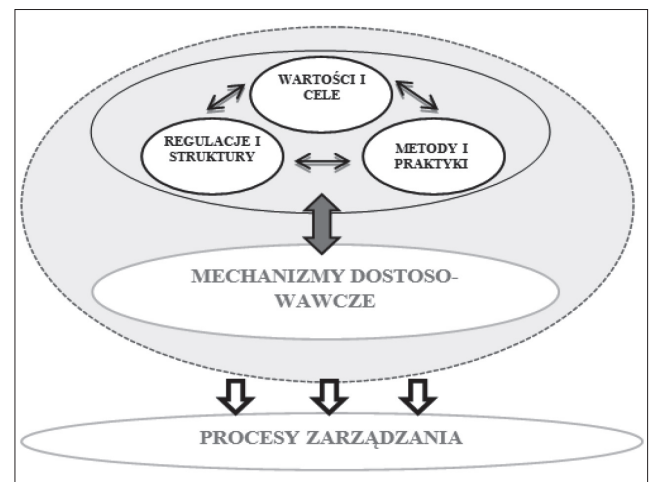 WARTOŚCI I
CELE
REGULACJE I
STRUKTURY
METODY I
PRAKTYKI
MECHANIZMY DOSTOSO-
WAWCZE
PROCESY ZARZĄDZANIA